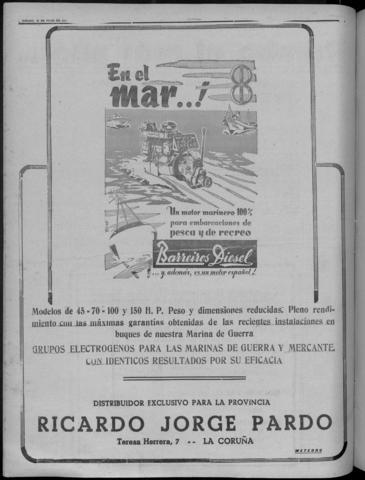 En el
mar...!
Un motor marinero 100%
para embarcaciones de
pesca y de recreo
Barreiros Diesel
...y además, es un motor español!
Modelos de 45 - 70 - 100 y 150 H. P. Peso y dimensiones reducidas. Pleno rendi-
miento con las máximas garantías obtenidas de las recientes instalaciones en
buques de nuestra Marina de Guerra
GRUPOS ELECTROGENOS PARA LAS MARINAS DE GUERRA Y MERCANTE
CON IDENTICOS RESULTADOS POR SU EFICACIA
DISTRIBUIDOR EXCLUSIVO PARA LA PROVINCIA
RICARDO JORGE PARDO
Teresa Herrera, 7 -- LA CORUÑA
METEORO